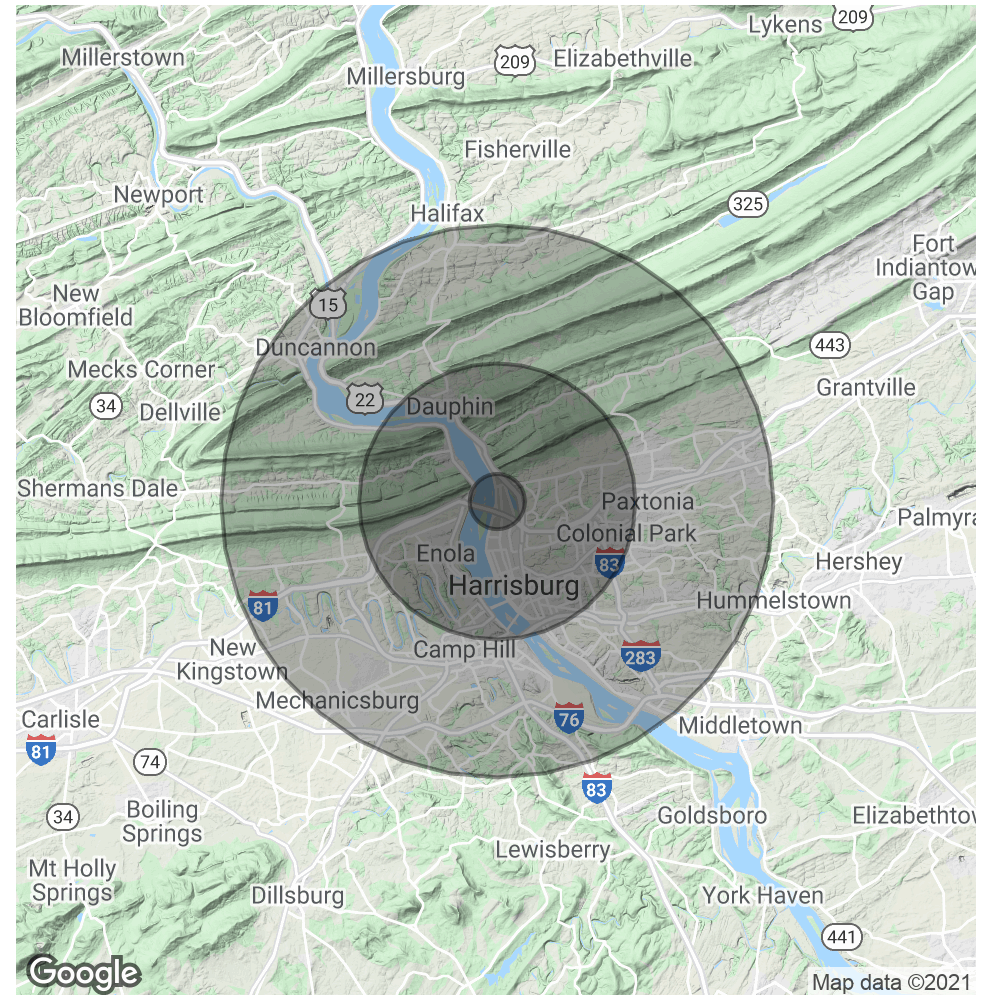 Lykens
209
Millerstown
209
Elizabethville
Millersburg
Fisherville
Newport
325
Halifax
Fort
Indiantow
Gap
New
Bloomfield
15
443
Duncannon
Mecks Corner
Grantville
34
Dellville
22
Dauphin
Shermans Dale
Paxtonia
Palmyra
Colonial Park
Enola
83
Hershey
Harrisburg
81
Hummelstown
New
Kingstown
Camp Hill
283
Mechanicsburg
Carlisle
76
Middletown
81
74
83
34
Boiling
Springs
Goldsboro
Elizabethtow
Lewisberry
Mt Holly
Springs
Dillsburg
York Haven
441
Google
Map data ©2021